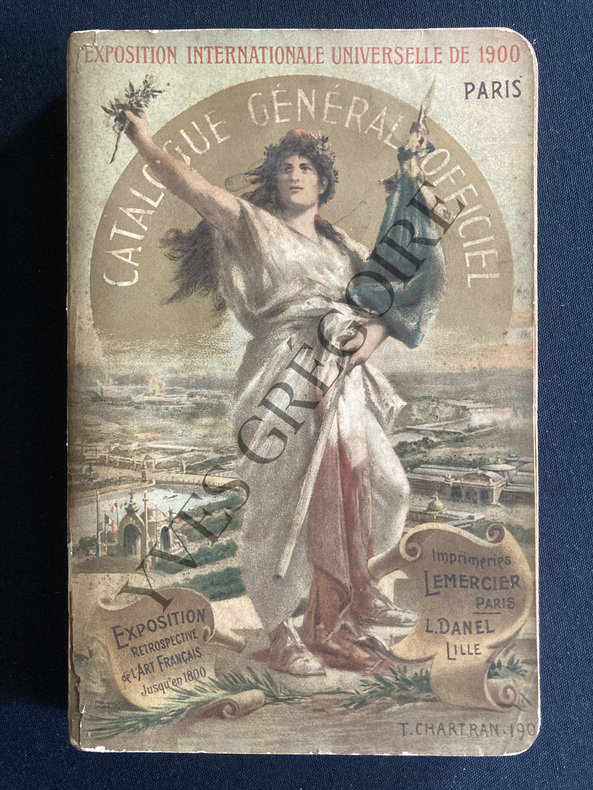 EXPOSITION INTERNATIONALE UNIVERSELLE DE 1900
PARIS
CATALOGUE GÉNÉRAL OFFICIEL
YVES GRÉGOIRE
Imprimeries
LEMERCIER
PARIS
L. DANEL
LILLE
EXPOSITION
RETROSPECTIVE
de L'ART FRANÇAIS
Jusqu'en 1800
T. CHARTRAN. 190